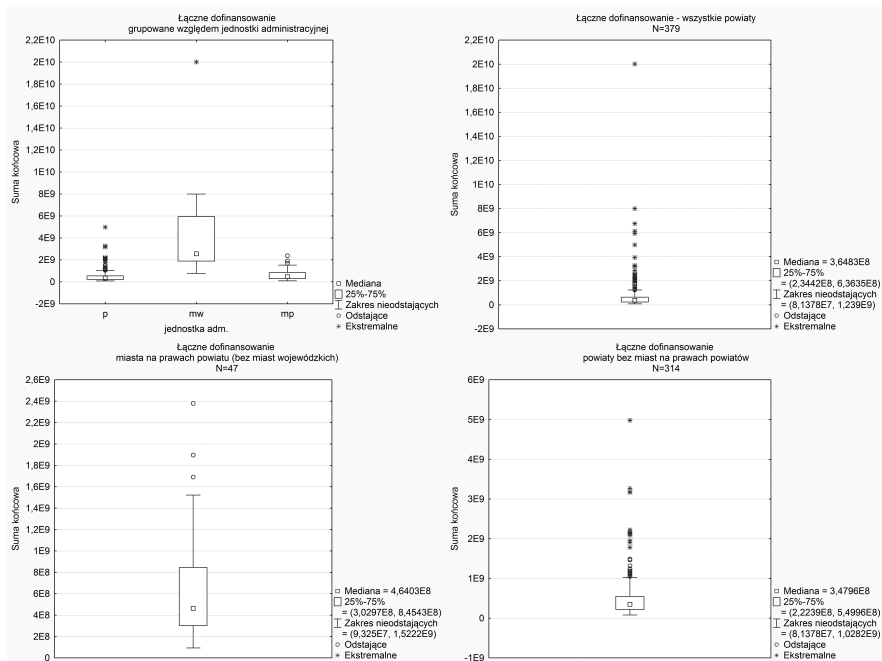 Łączne dofinansowanie
grupowane względem jednostki administracyjnej
2,2E10
2E10
1,8E10
1,6E10
1,4E10
1,2E10
1E10
8E9
6E9
4E9
2E9
0
-2E9
Suma końcowa
p
mw
mp
jednostka adm.
Mediana
25%-75%
Zakres nieodstających
Odstające
Ekstremalne
Łączne dofinansowanie - wszystkie powiaty
N=379
2,2E10
2E10
1,8E10
1,6E10
1,4E10
1,2E10
1E10
8E9
6E9
4E9
2E9
0
-2E9
Suma końcowa
Mediana = 3,6483E8
25%-75%
= (2,3442E8, 6,3635E8)
Zakres nieodstających
= (8,1378E7, 1,239E9)
Odstające
Ekstremalne
Łączne dofinansowanie
miasta na prawach powiatu (bez miast wojewódzkich)
N=47
2,6E9
2,4E9
2,2E9
2E9
1,8E9
1,6E9
1,4E9
1,2E9
1E9
8E8
6E8
4E8
2E8
0
Suma końcowa
Mediana = 4,6403E8
25%-75%
= (3,0297E8, 8,4543E8)
Zakres nieodstających
= (9,325E7, 1,5222E9)
Odstające
Ekstremalne
Łączne dofinansowanie
powiaty bez miast na prawach powiatów
N=314
6E9
5E9
4E9
3E9
2E9
1E9
0
-1E9
Suma końcowa
Mediana = 3,4796E8
25%-75%
= (2,2239E8, 5,4996E8)
Zakres nieodstających
= (8,1378E7, 1,0282E9)
Odstające
Ekstremalne